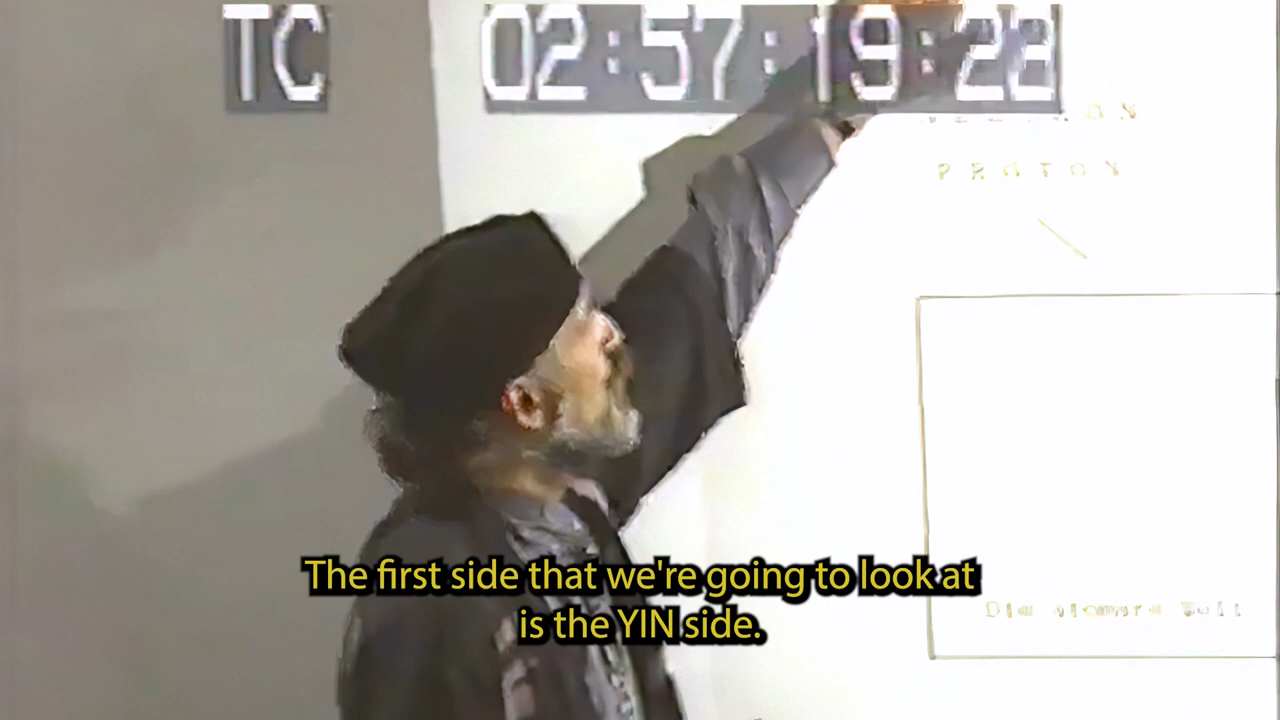 TC 02:57:19:22
PROTON
The first side that we're going to look at
is the YIN side.